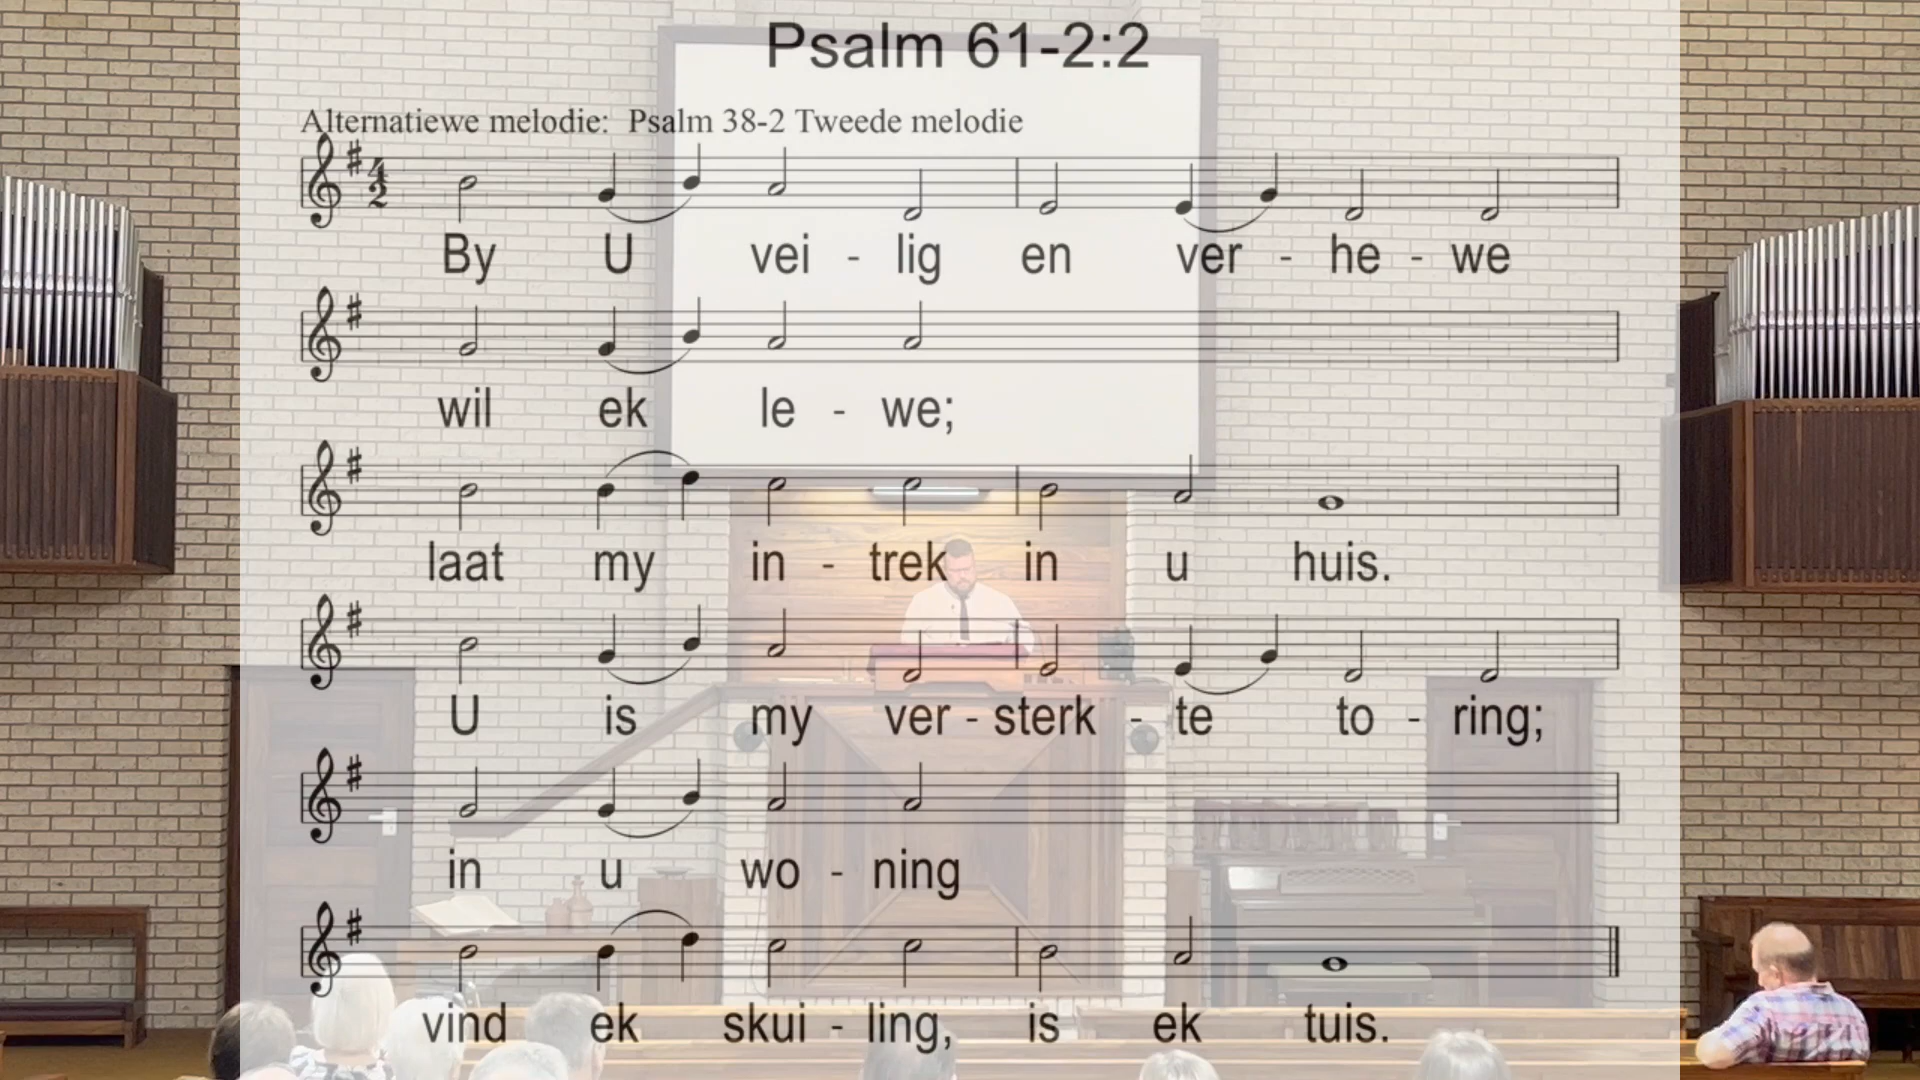 Psalm 61-2:2
Alternatiewe melodie: Psalm 38-2 Tweede melodie
4
2
By U vei - lig en ver - he - we
wil ek le - we;
laat my in - trek in u huis.
U is my ver - sterk - te to - ring;
in u wo - ning
vind ek skui - ling, is ek tuis.